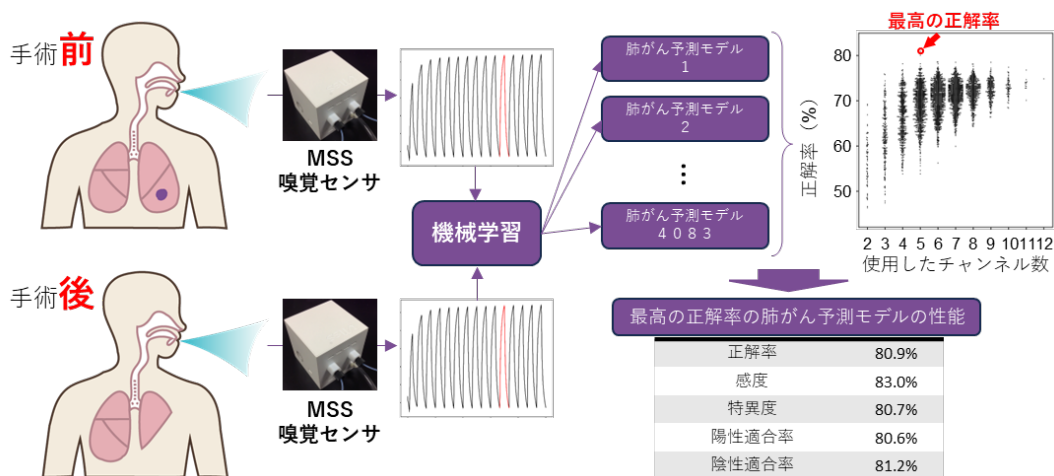 手術前
MSS
嗅覚センサ
手術後
MSS
嗅覚センサ
機械学習
肺がん予測モデル
1
肺がん予測モデル
2
…
肺がん予測モデル
４０８３
最高の正解率
正解率（%）
80
70
60
50
2 3 4 5 6 7 8 9 101112
使用したチャンネル数
最高の正解率の肺がん予測モデルの性能
正解率 80.9%
感度 83.0%
特異度 80.7%
陽性適合率 80.6%
陰性適合率 81.2%